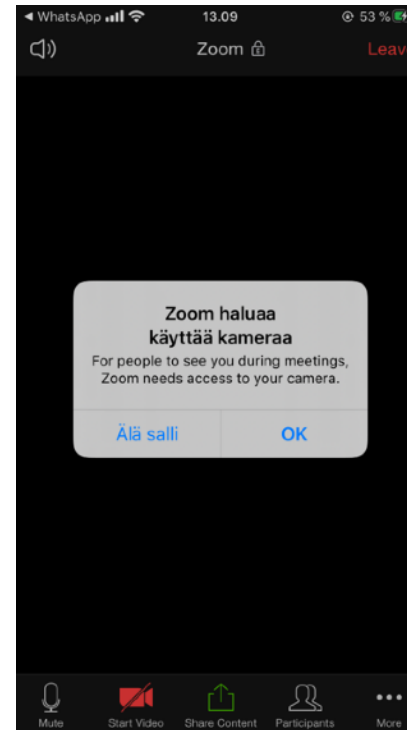 WhatsApp 13.09 53 %
Zoom Leav
Zoom haluaa
käyttää kameraa
For people to see you during meetings,
Zoom needs access to your camera.
Älä salli OK
Mute Start Video Share Content Participants More